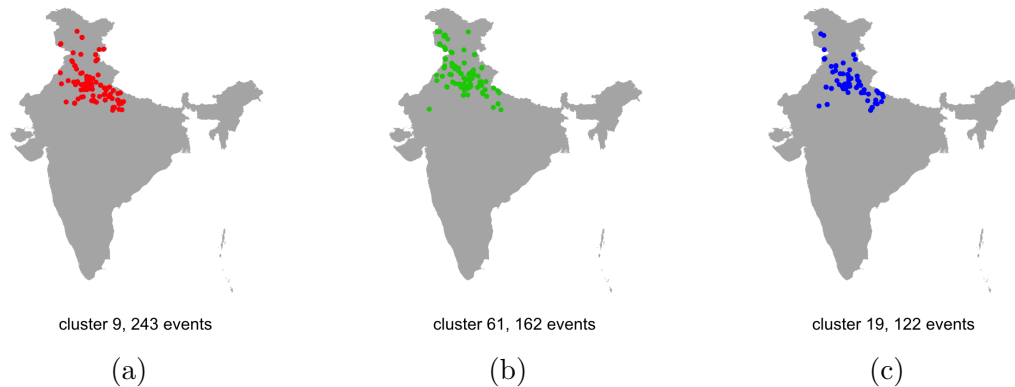 cluster 9, 243 events
cluster 61, 162 events
cluster 19, 122 events
(a)
(b)
(c)